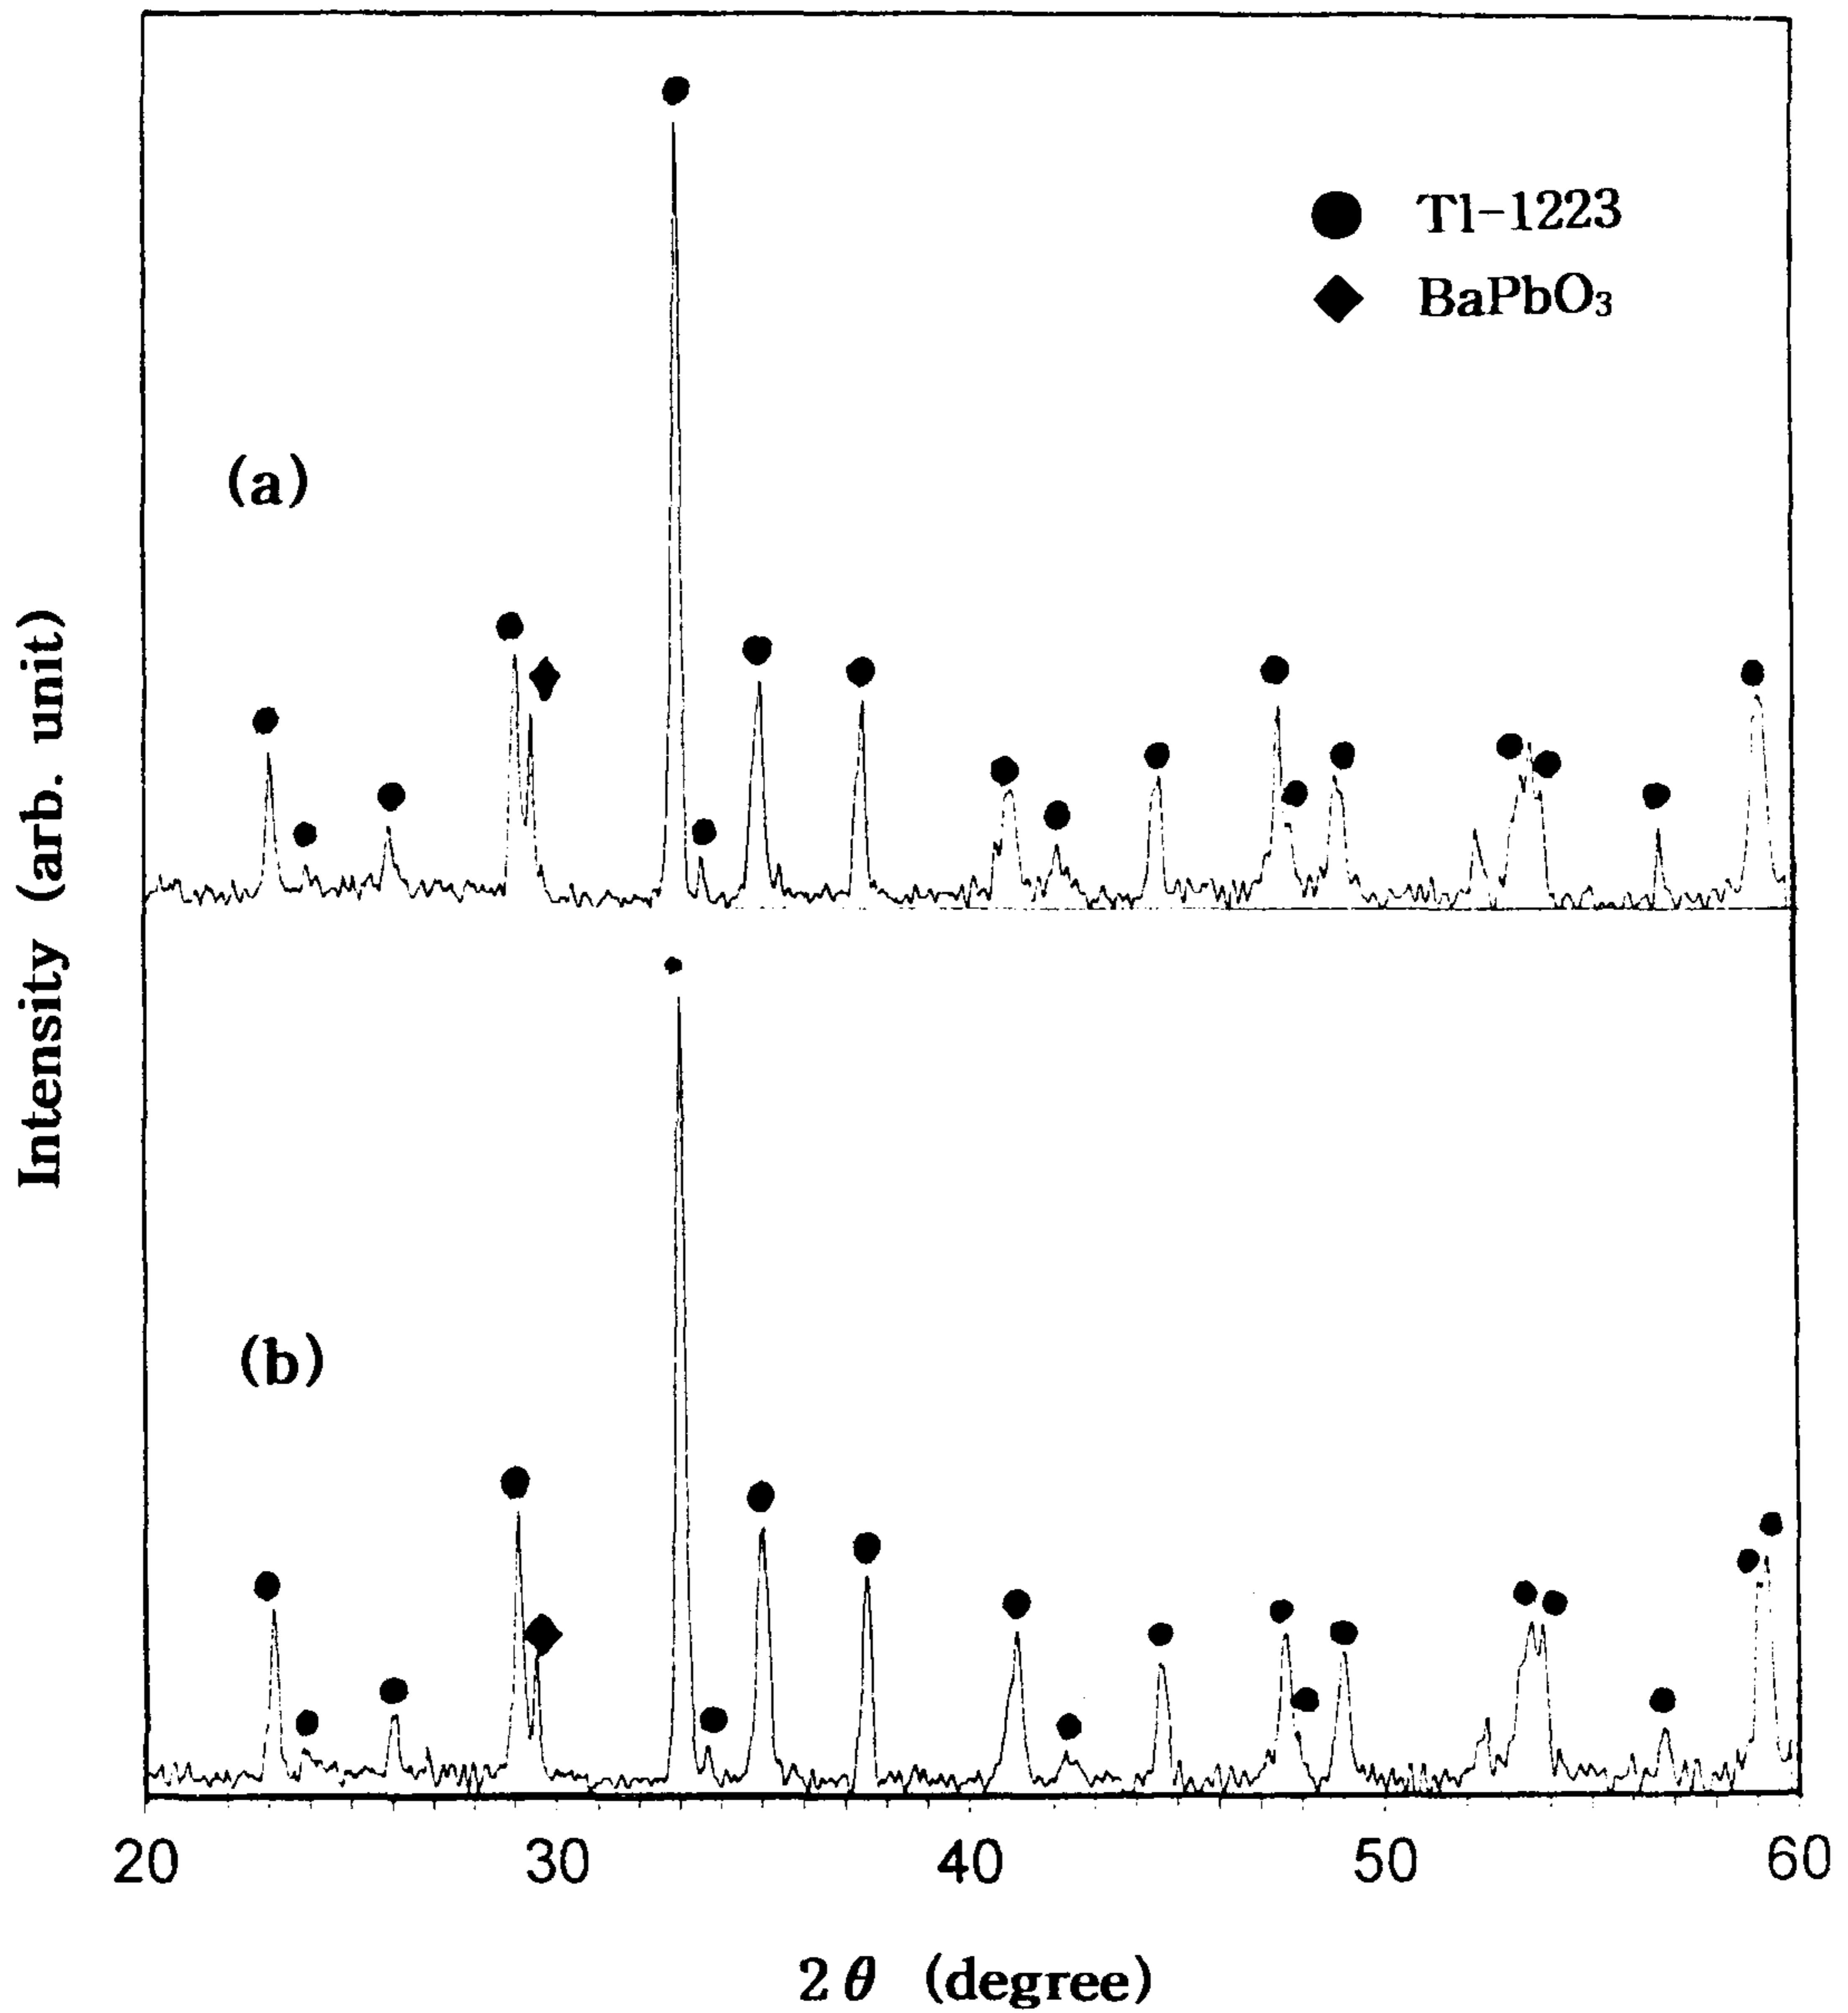 Tl-1223
BaPbO₃
(a)
Intensity (arb. unit)
(b)
20 30 40 50 60
2θ (degree)